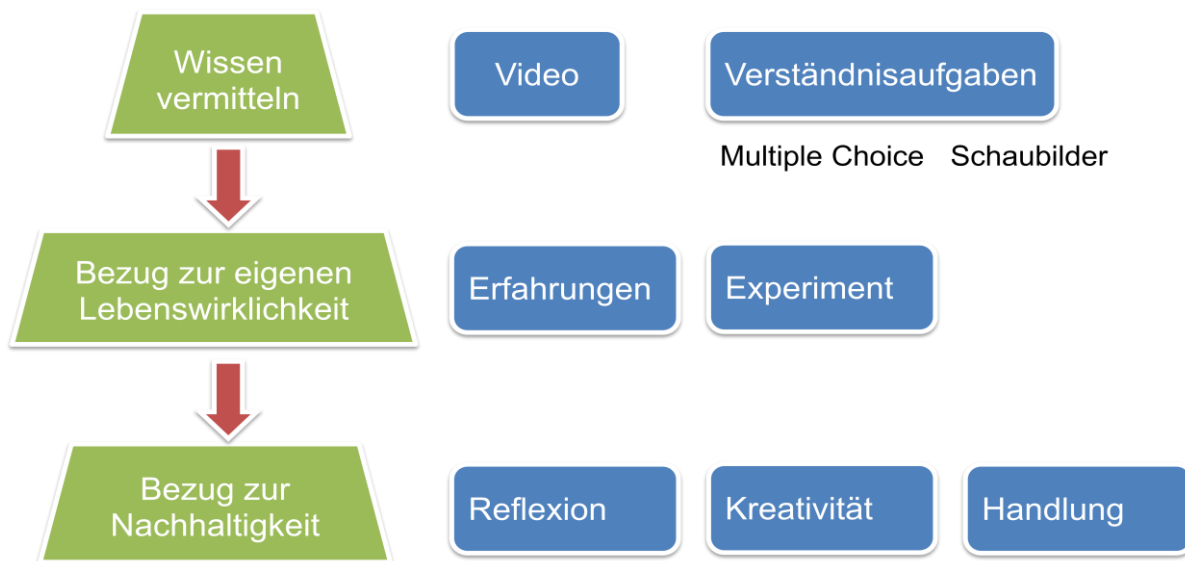 Wissen
vermitteln
Video
Verständnisaufgaben
Multiple Choice Schaubilder
Bezug zur eigenen
Lebenswirklichkeit
Erfahrungen
Experiment
Bezug zur
Nachhaltigkeit
Reflexion
Kreativität
Handlung